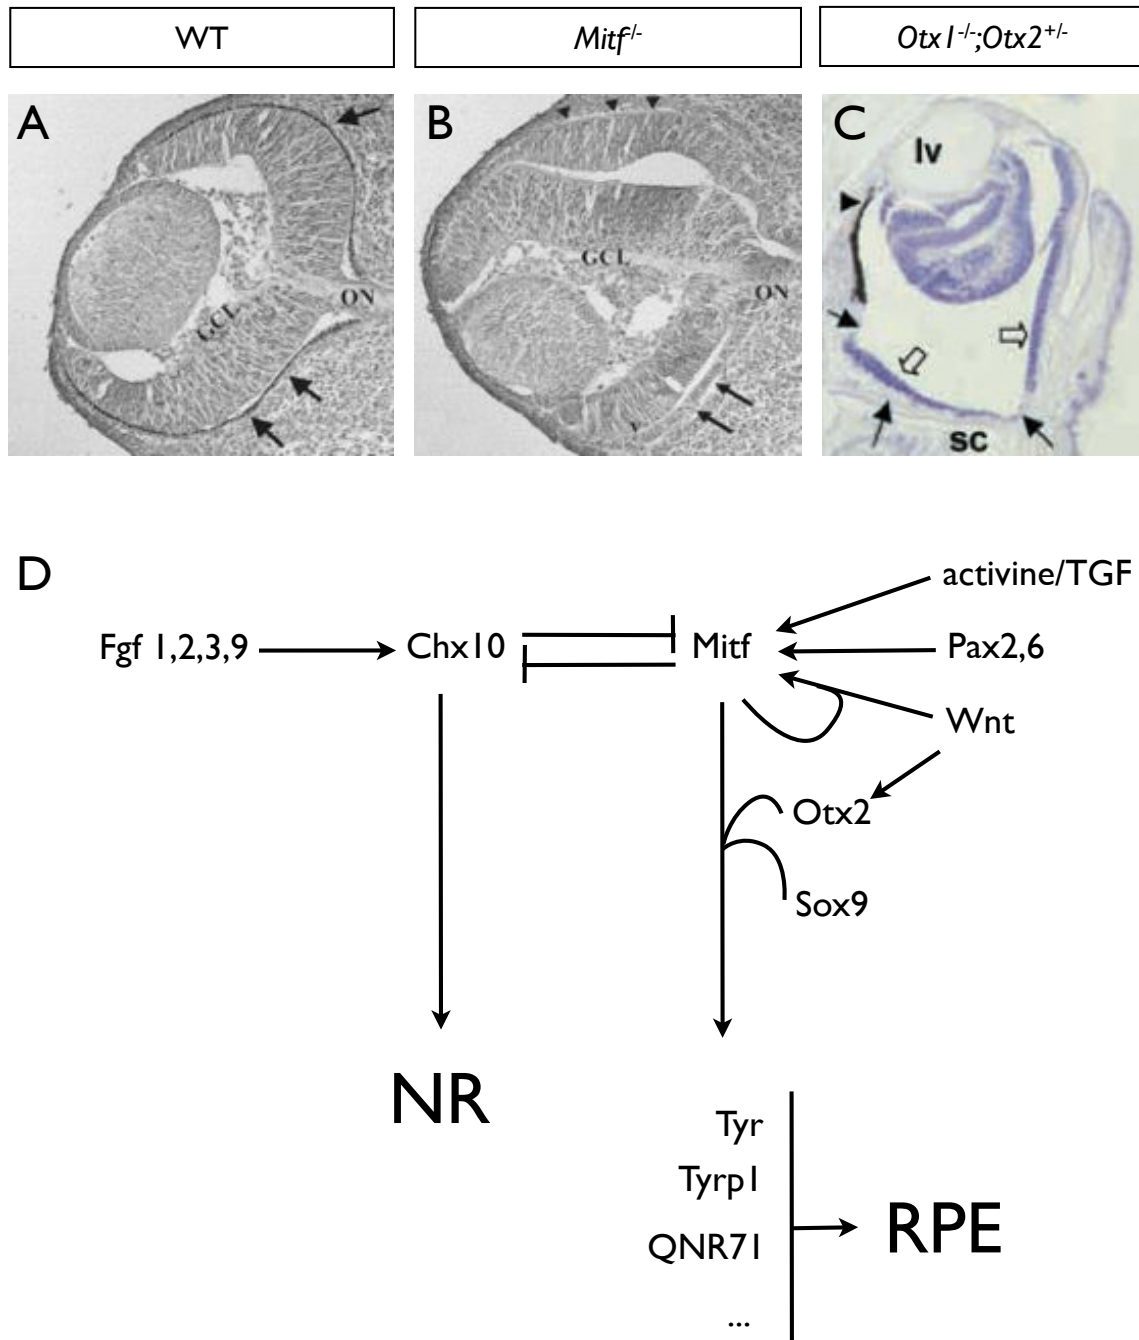 WT
Mitf-/-
Otx1-/-;Otx2+/-
A
B
C
GCL
ON
GCL
ON
lv
sc
D
activine/TGF
Fgf 1,2,3,9
Chx10
Mitf
Pax2,6
Wnt
Otx2
Sox9
NR
Tyr
Tyrp1
QNR71
RPE
...